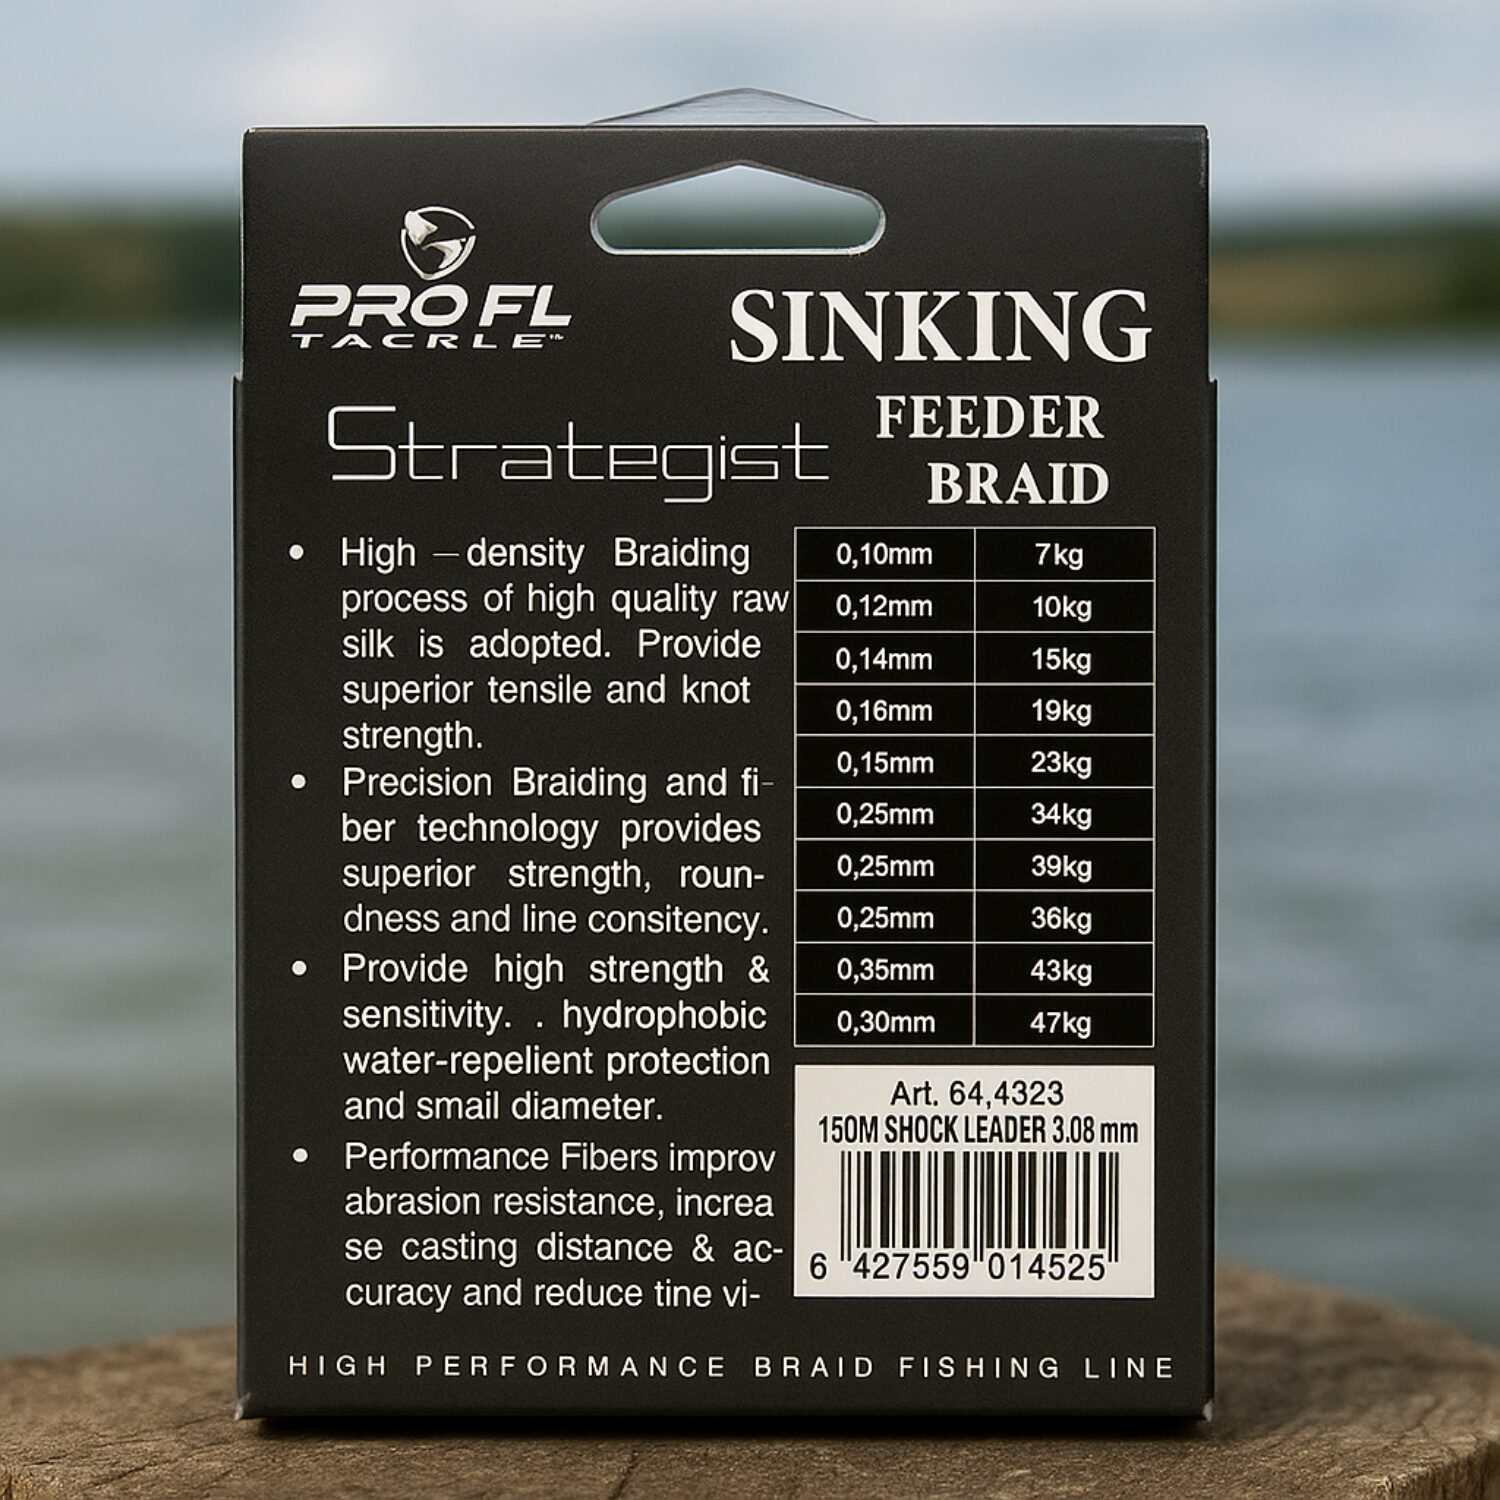 PRO FL
TACRLE
SINKING
Strategist
FEEDER
BRAID
• High – density Braiding
process of high quality raw
silk is adopted. Provide
superior tensile and knot
strength.
• Precision Braiding and fi-
ber technology provides
superior strength, roun-
dness and line consitency.
• Provide high strength &
sensitivity. . hydrophobic
water-repelient protection
and smail diameter.
• Performance Fibers improv
abrasion resistance, increa
se casting distance & ac-
curacy and reduce tine vi-
0,10mm 7kg
0,12mm 10kg
0,14mm 15kg
0,16mm 19kg
0,15mm 23kg
0,25mm 34kg
0,25mm 39kg
0,25mm 36kg
0,35mm 43kg
0,30mm 47kg
Art. 64,4323
150M SHOCK LEADER 3.08 mm
6 427559 014525
HIGH PERFORMANCE BRAID FISHING LINE